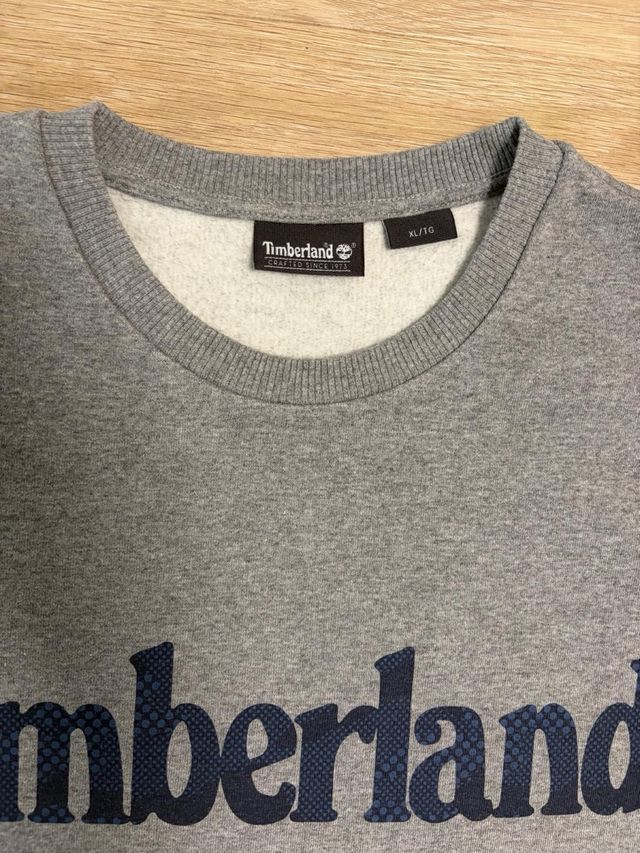 Timberland®
CRAFTED SINCE 1973
XL/TG
mberland